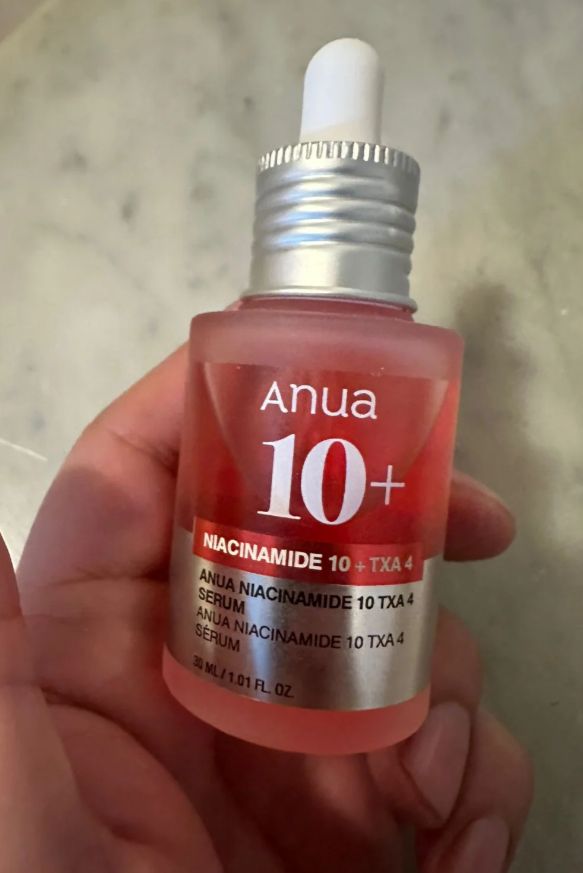 Anua
10+
NIACINAMIDE 10 + TXA 4
ANUA NIACINAMIDE 10 TXA 4
SERUM
ANUA NIACINAMIDE 10 TXA 4
SÉRUM
30 ML / 1.01 FL. OZ.